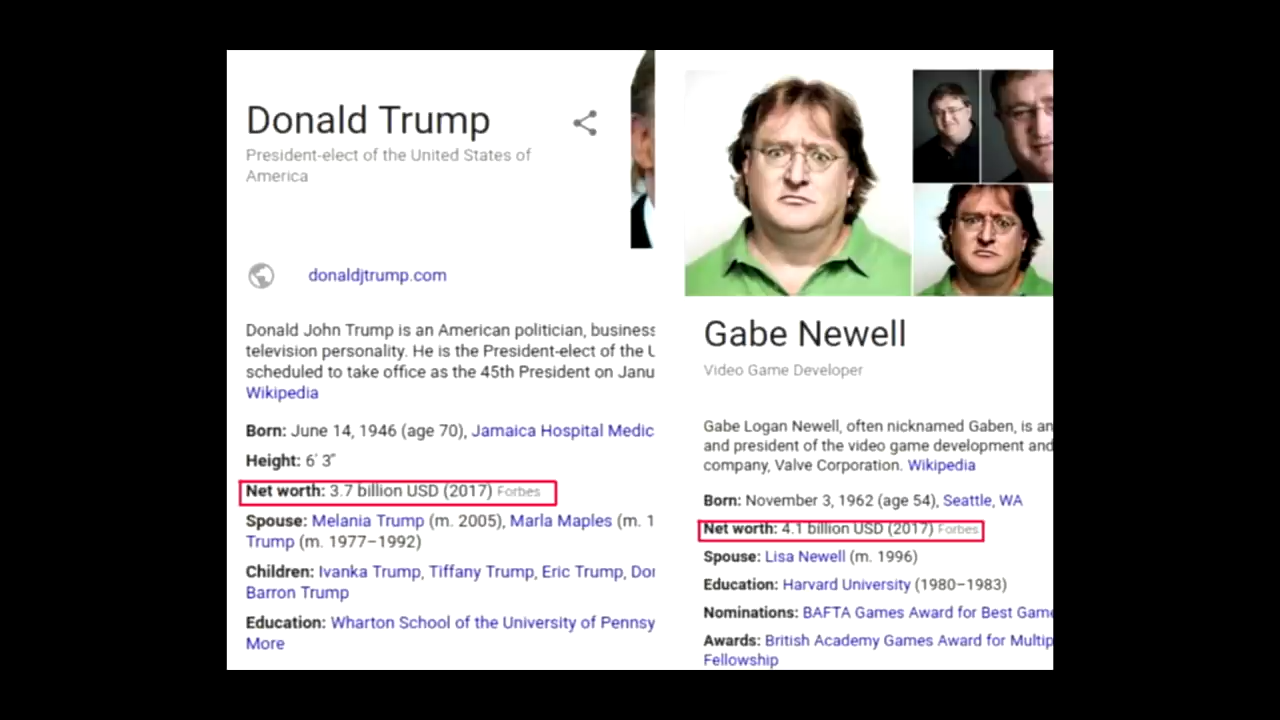 Donald Trump
President-elect of the United States of
America
donaldjtrump.com
Donald John Trump is an American politician, business
television personality. He is the President-elect of the U
scheduled to take office as the 45th President on Janu
Wikipedia
Born: June 14, 1946 (age 70), Jamaica Hospital Medic
Height: 6′ 3″
Net worth: 3.7 billion USD (2017) Forbes
Spouse: Melania Trump (m. 2005), Marla Maples (m. 1
Trump (m. 1977–1992)
Children: Ivanka Trump, Tiffany Trump, Eric Trump, Don
Barron Trump
Education: Wharton School of the University of Pennsy
More
Gabe Newell
Video Game Developer
Gabe Logan Newell, often nicknamed Gaben, is an
and president of the video game development and
company, Valve Corporation. Wikipedia
Born: November 3, 1962 (age 54), Seattle, WA
Net worth: 4.1 billion USD (2017) Forbes
Spouse: Lisa Newell (m. 1996)
Education: Harvard University (1980–1983)
Nominations: BAFTA Games Award for Best Game
Awards: British Academy Games Award for Multip
Fellowship